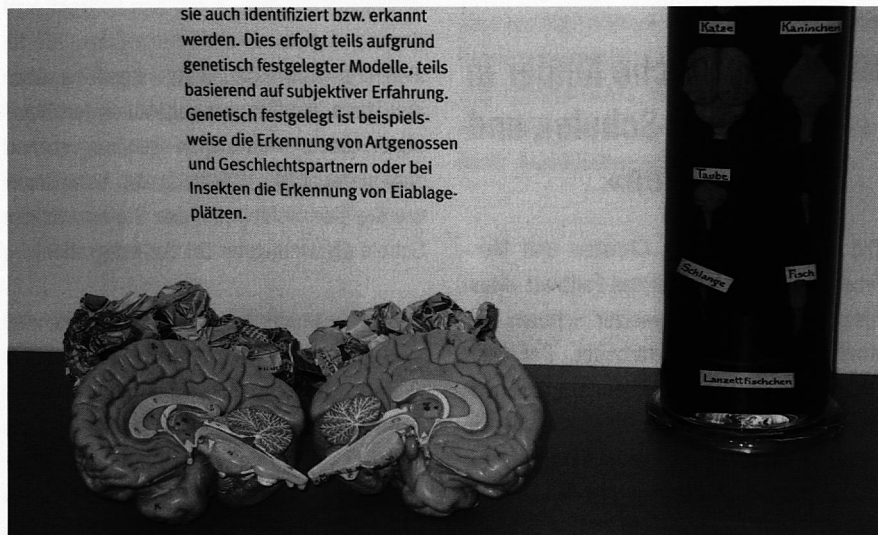 sie auch identifiziert bzw. erkannt
werden. Dies erfolgt teils aufgrund
genetisch festgelegter Modelle, teils
basierend auf subjektiver Erfahrung.
Genetisch festgelegt ist beispiels-
weise die Erkennung von Artgenossen
und Geschlechtspartnern oder bei
Insekten die Erkennung von Eiablage-
plätzen.
Katze
Kaninchen
Taube
Schlange
Fisch
Lanzettfischchen